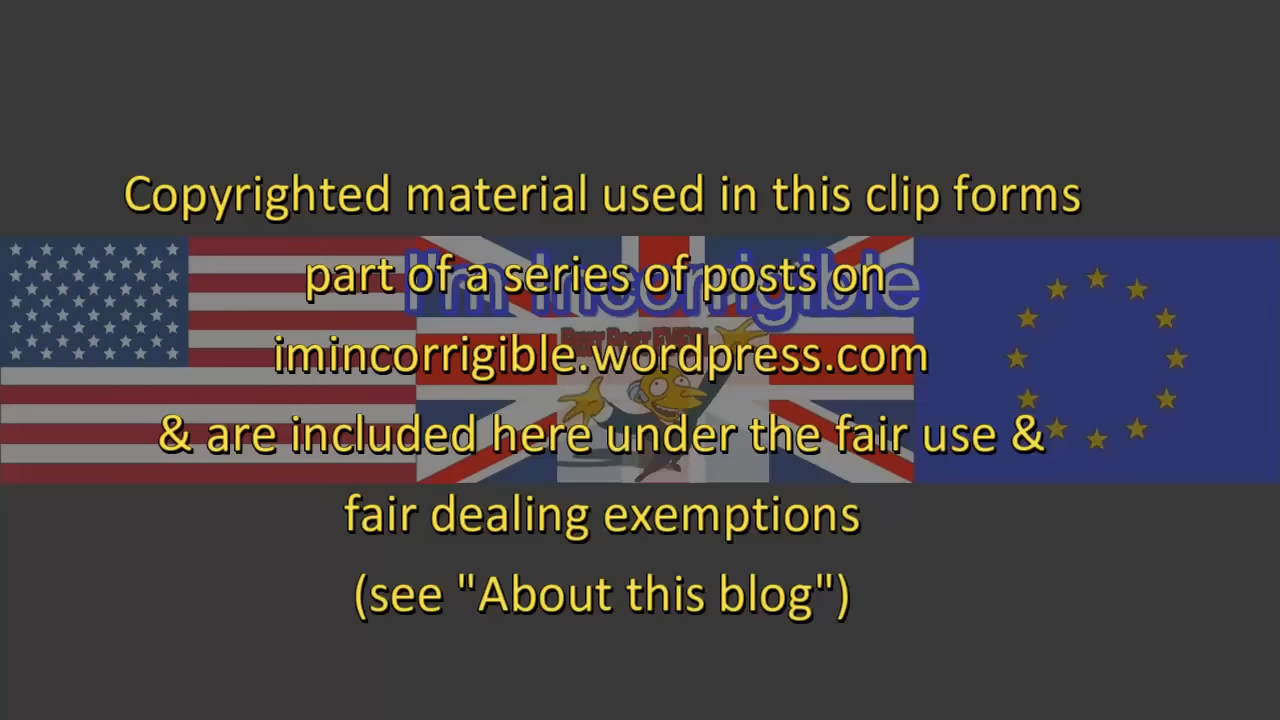 Copyrighted material used in this clip forms
part of a series of posts on
I'm Incorrigible
imincorrigible.wordpress.com
& are included here under the fair use &
fair dealing exemptions
(see "About this blog")